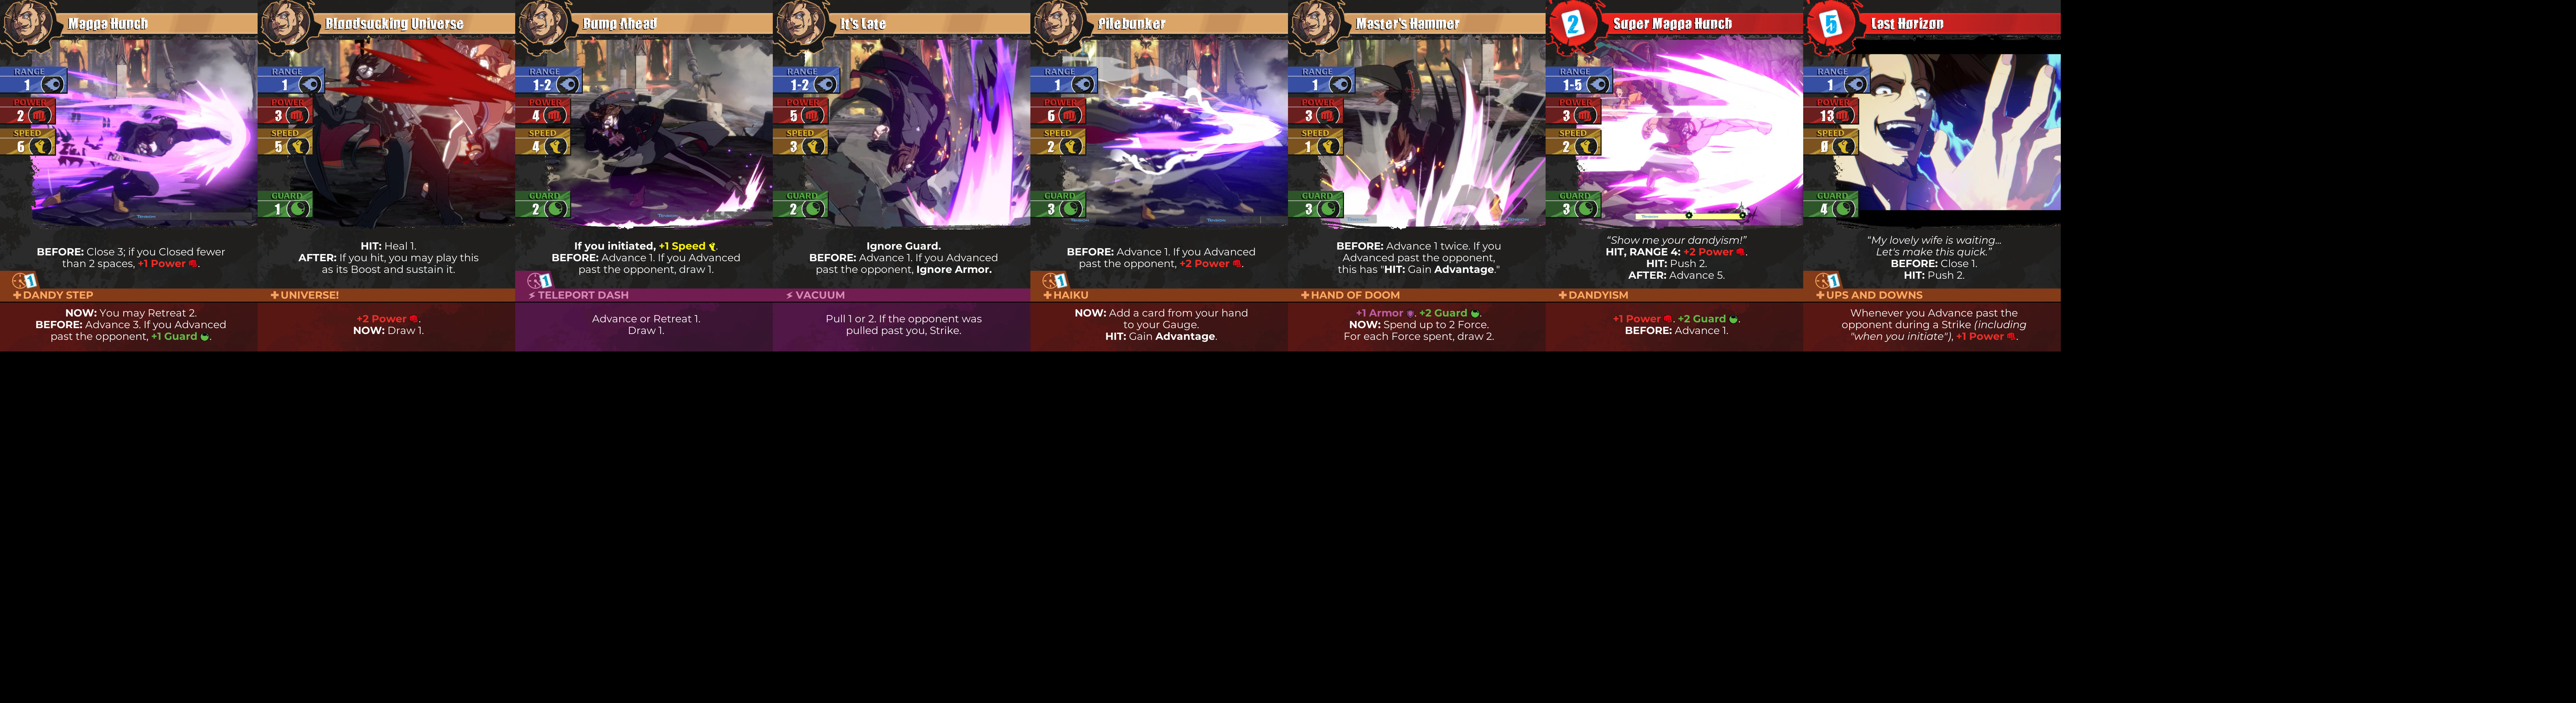 Mappa Hunch
RANGE
1
POWER
2
SPEED
6
BEFORE: Close 3; if you Closed fewer
than 2 spaces, +1 Power.
1
+ DANDY STEP
NOW: You may Retreat 2.
BEFORE: Advance 3. If you Advanced
past the opponent, +1 Guard.
Bloodsucking Universe
RANGE
1
POWER
3
SPEED
5
GUARD
1
HIT: Heal 1.
AFTER: If you hit, you may play this
as its Boost and sustain it.
+ UNIVERSE!
+2 Power.
NOW: Draw 1.
Bump Ahead
RANGE
1-2
POWER
4
SPEED
4
GUARD
2
If you initiated, +1 Speed.
BEFORE: Advance 1. If you Advanced
past the opponent, draw 1.
1
⚡ TELEPORT DASH
Advance or Retreat 1.
Draw 1.
It's Late
RANGE
1-2
POWER
5
SPEED
3
GUARD
2
Ignore Guard.
BEFORE: Advance 1. If you Advanced
past the opponent, Ignore Armor.
⚡ VACUUM
Pull 1 or 2. If the opponent was
pulled past you, Strike.
Pilebunker
RANGE
1
POWER
6
SPEED
2
GUARD
3
BEFORE: Advance 1. If you Advanced
past the opponent, +2 Power.
1
+ HAIKU
NOW: Add a card from your hand
to your Gauge.
HIT: Gain Advantage.
Master's Hammer
RANGE
1
POWER
3
SPEED
1
GUARD
3
BEFORE: Advance 1 twice. If you
Advanced past the opponent,
this has "HIT: Gain Advantage."
+ HAND OF DOOM
+1 Armor. +2 Guard.
NOW: Spend up to 2 Force.
For each Force spent, draw 2.
2
Super Mappa Hunch
RANGE
1-5
POWER
3
SPEED
2
GUARD
3
“Show me your dandyism!”
HIT, RANGE 4: +2 Power.
HIT: Push 2.
AFTER: Advance 5.
+ DANDYISM
+1 Power. +2 Guard.
BEFORE: Advance 1.
5
Last Horizon
RANGE
1
POWER
13
SPEED
0
GUARD
4
“My lovely wife is waiting...
Let's make this quick.”
BEFORE: Close 1.
HIT: Push 2.
1
+ UPS AND DOWNS
Whenever you Advance past the
opponent during a Strike (including
"when you initiate"), +1 Power.